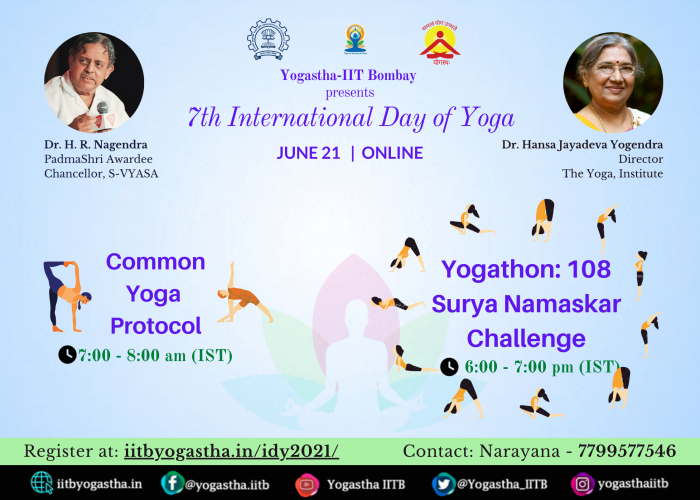 Yogastha-IIT Bombay
presents
7th International Day of Yoga
JUNE 21 | ONLINE
Dr. H. R. Nagendra
PadmaShri Awardee
Chancellor, S-VYASA
Dr. Hansa Jayadeva Yogendra
Director
The Yoga, Institute
Common
Yoga
Protocol
7:00 - 8:00 am (IST)
Yogathon: 108
Surya Namaskar
Challenge
6:00 - 7:00 pm (IST)
Register at: iitbyogastha.in/idy2021/
Contact: Narayana - 7799577546
iitbyogastha.in
@yogastha.iitb
Yogastha IITB
@Yogastha_IITB
yogasthaiitb